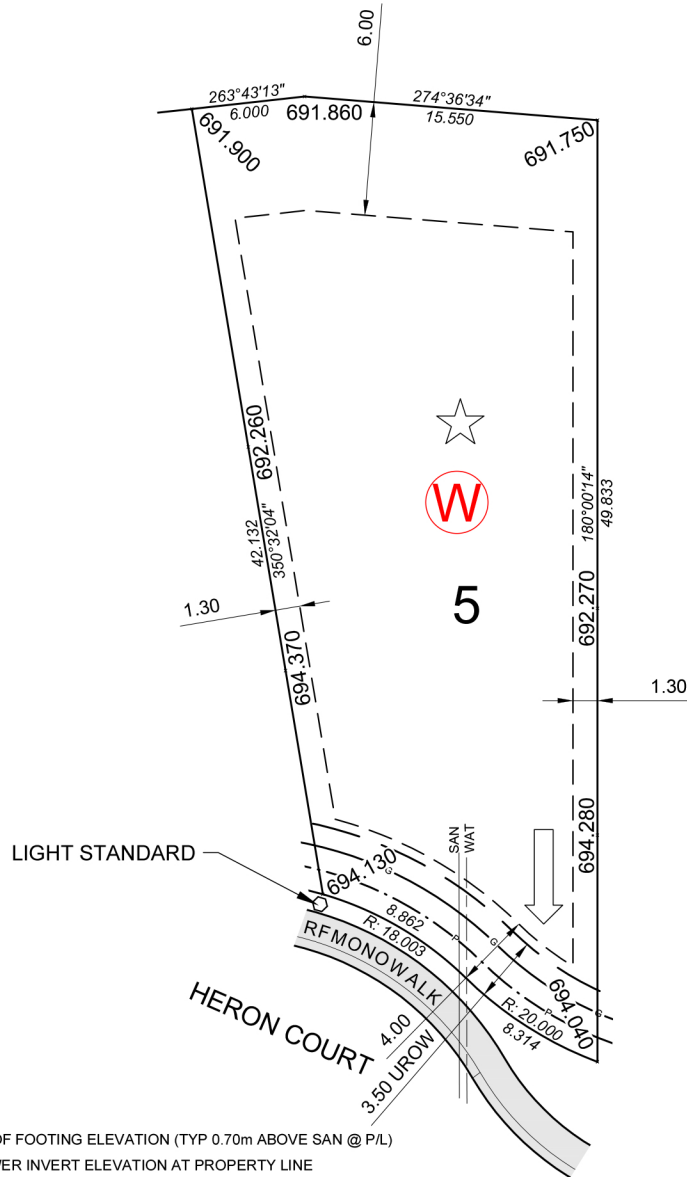 6.00
263°43'13"
6.000
691.860
274°36'34"
15.550
691.900
691.750
692.260
42.132
350°32'04"
W
5
180°00'14"
49.833
692.270
1.30
694.370
1.30
694.280
SAN
WAT
LIGHT STANDARD
694.130
G
8.862
R: 18.003
P
G
RFMONOWALK
694.040
P
G
R: 20.000
8.314
HERON COURT
4.00
3.50 UROW
OF FOOTING ELEVATION (TYP 0.70m ABOVE SAN @ P/L)
ER INVERT ELEVATION AT PROPERTY LINE